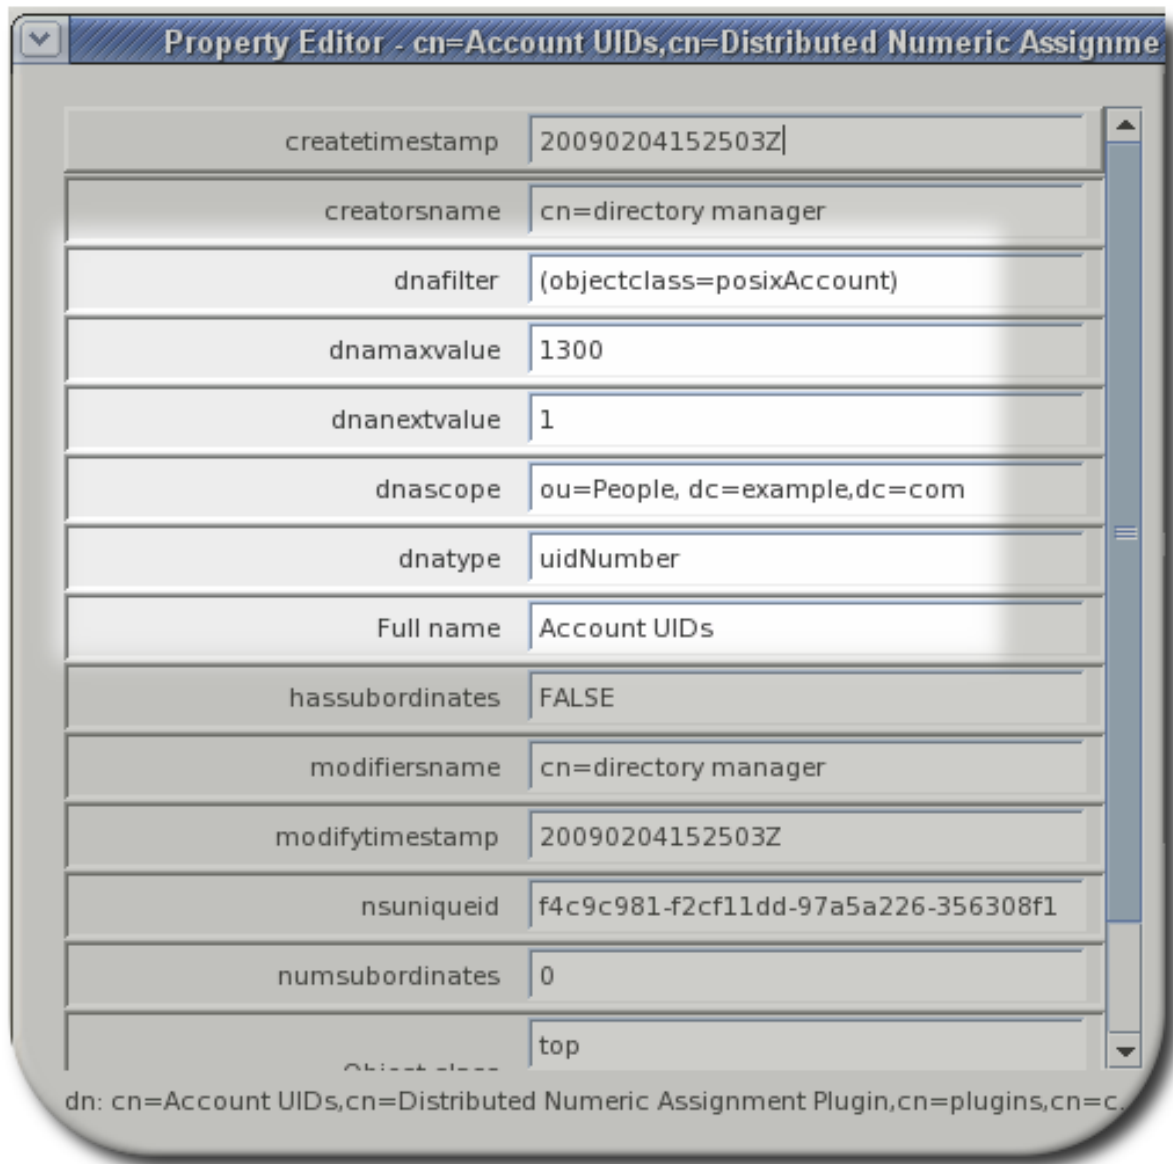 Property Editor - cn=Account UIDs,cn=Distributed Numeric Assignme
createtimestamp 20090204152503Z
creatorsname cn=directory manager
dnafilter (objectclass=posixAccount)
dnamaxvalue 1300
dnanextvalue 1
dnascope ou=People, dc=example,dc=com
dnatype uidNumber
Full name Account UIDs
hassubordinates FALSE
modifiersname cn=directory manager
modifytimestamp 20090204152503Z
nsuniqueid f4c9c981-f2cf11dd-97a5a226-356308f1
numsubordinates 0
top
Object class
dn: cn=Account UIDs,cn=Distributed Numeric Assignment Plugin,cn=plugins,cn=c.